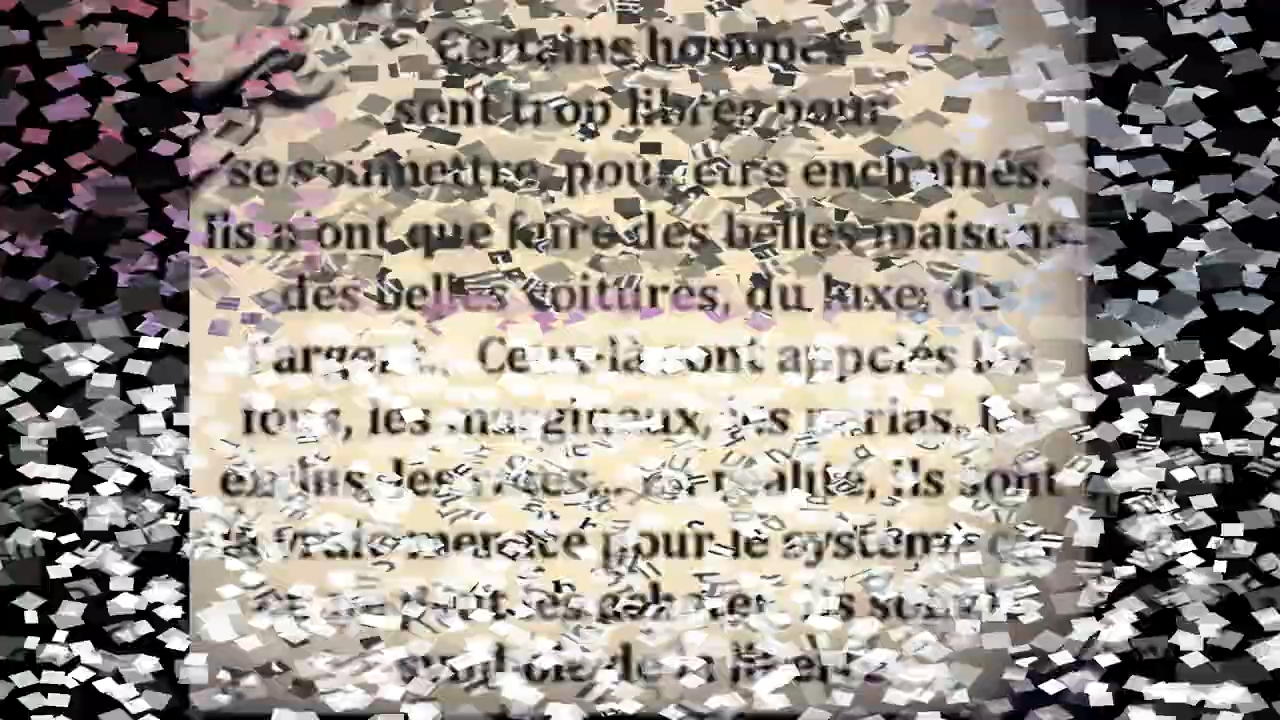 Certains hommes
sont trop libres pour
se soumettre, pour être enchaînés.
Ils n'ont que faire des belles maisons,
des belles voitures, du luxe, de
l'argent... Ceux-là sont appelés les
fous, les marginaux, les parias, les
exclus, les ratés... en réalité, ils sont
la vraie menace pour le système, car
on ne peut les acheter. Ils sont le
symbole de la liberté